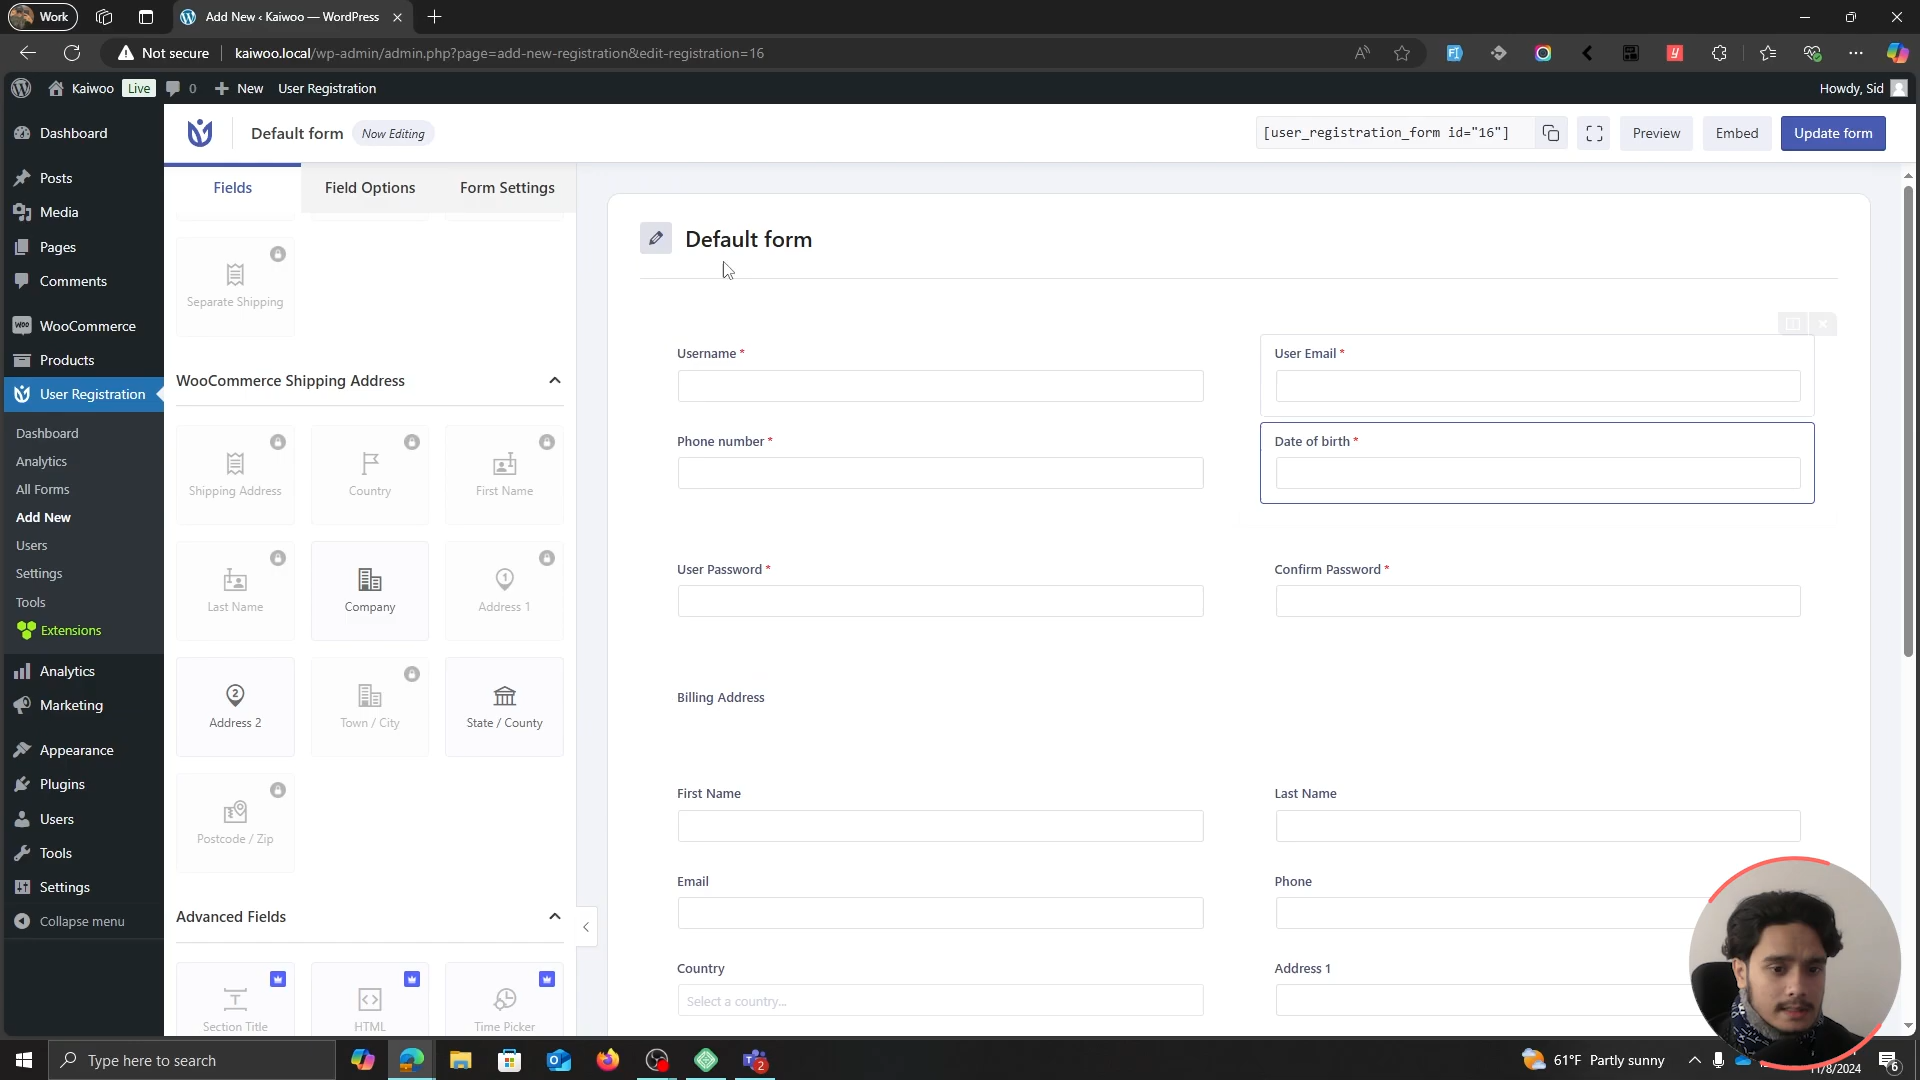 Work
Add New ‹ Kaiwoo — WordPress
Not secure
kaiwoo.local/wp-admin/admin.php?page=add-new-registration&edit-registration=16
Kaiwoo Live 0 New User Registration Howdy, Sid
Dashboard
Posts
Media
Pages
Comments
WooCommerce
Products
User Registration
Dashboard
Analytics
All Forms
Add New
Users
Settings
Tools
Extensions
Analytics
Marketing
Appearance
Plugins
Users
Tools
Settings
Collapse menu
Default form Now Editing
[user_registration_form id="16"]
Preview Embed Update form
Fields Field Options Form Settings
Separate Shipping
WooCommerce Shipping Address
Shipping Address Country First Name
Last Name Company Address 1
Address 2 Town / City State / County
Postcode / Zip
Advanced Fields
Section Title HTML Time Picker
Default form
Username * User Email *
Phone number * Date of birth *
User Password * Confirm Password *
Billing Address
First Name Last Name
Email Phone
Country Address 1
Select a country...
Type here to search
2
61°F Partly sunny
11/8/2024
6